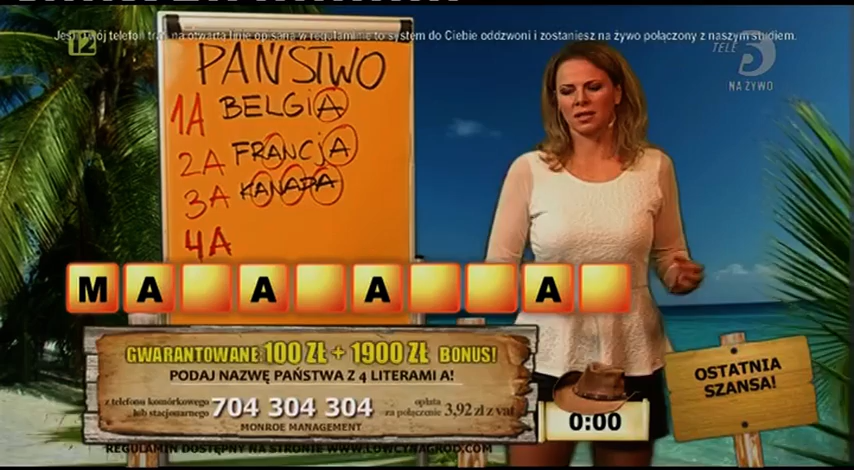 Jeśli Twój telefon trafi na otwartą linię opisaną w regulaminie to system do Ciebie oddzwoni i zostaniesz na żywo połączony z naszym studiem.
12
TELE 5
NA ŻYWO
PAŃSTWO
1A BELGIA
2A FRANCJA
3A KANADA
4A
M A A A A
GWARANTOWANE: 100 ZŁ + 1900 ZŁ BONUS!
PODAJ NAZWĘ PAŃSTWA Z 4 LITERAMI A!
z telefonu komórkowego
lub stacjonarnego 704 304 304 opłata za połączenie 3,92 zł z vat
MONROE MANAGEMENT
OSTATNIA
SZANSA!
0:00
REGULAMIN DOSTĘPNY NA STRONIE WWW.LOWCYNAGROD.COM